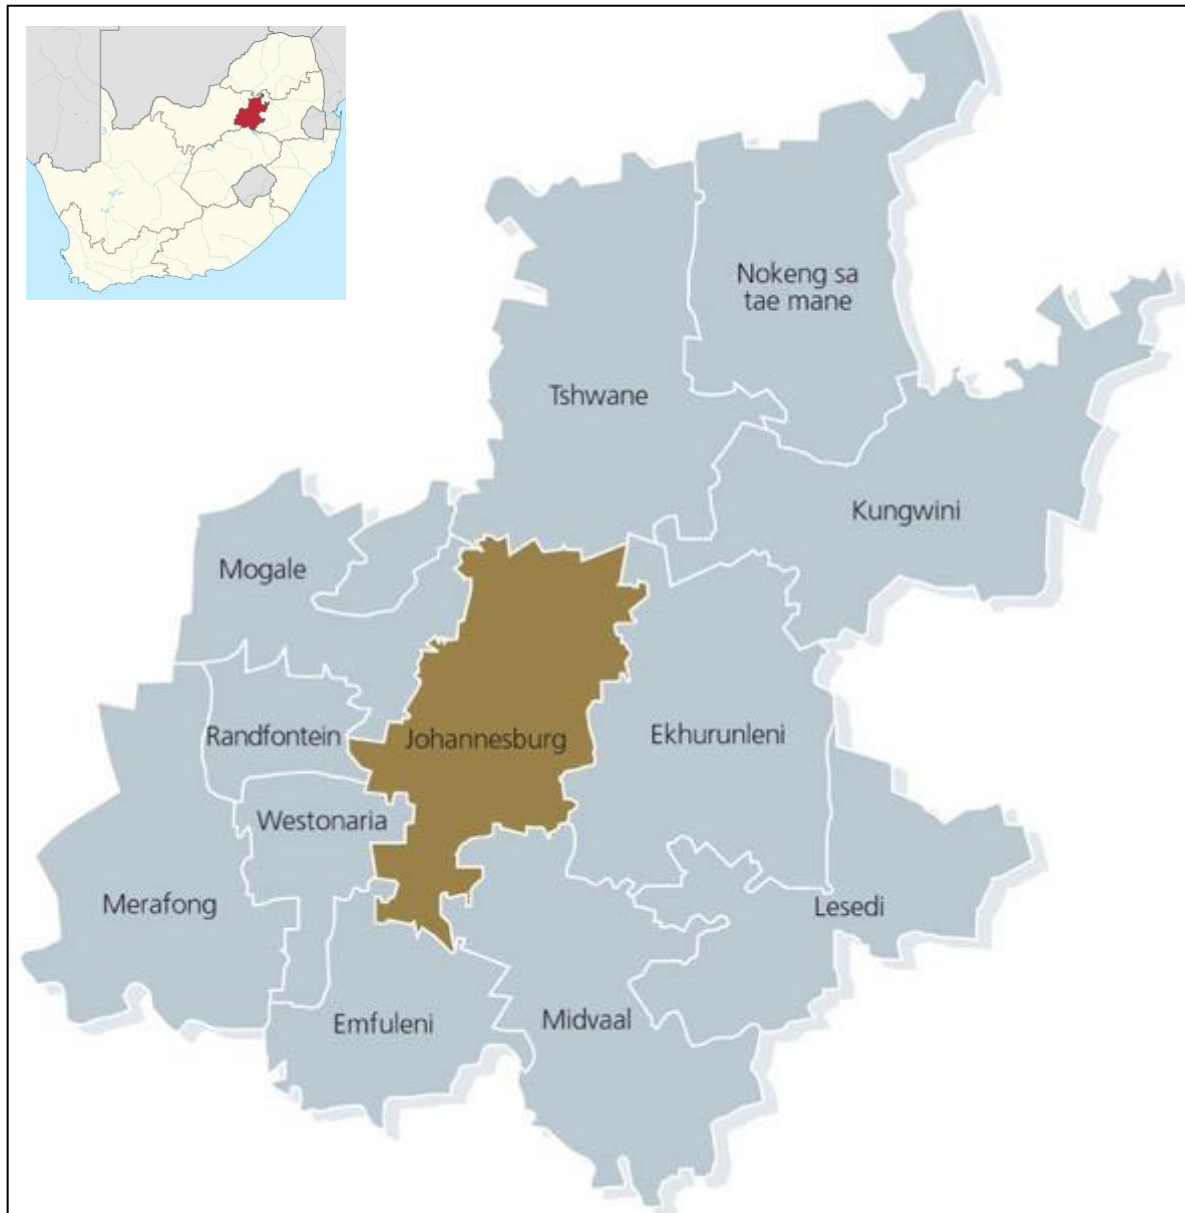 Nokeng sa
tae mane
Tshwane
Kungwini
Mogale
Randfontein
Johannesburg
Ekhurunleni
Westonaria
Merafong
Lesedi
Emfuleni
Midvaal